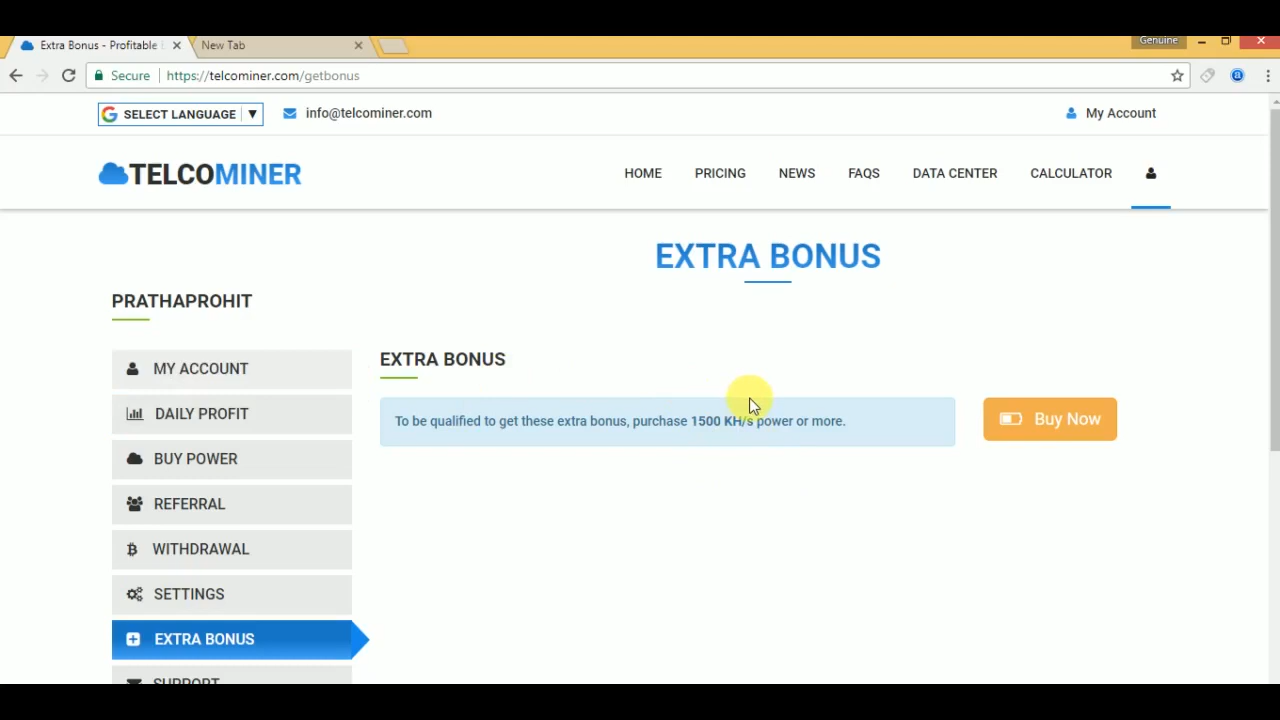 Extra Bonus - Profitable
New Tab
Genuine
Secure
https://telcominer.com/getbonus
SELECT LANGUAGE ▼
info@telcominer.com
My Account
TELCOMINER
HOME
PRICING
NEWS
FAQS
DATA CENTER
CALCULATOR
EXTRA BONUS
PRATHAPROHIT
MY ACCOUNT
DAILY PROFIT
BUY POWER
REFERRAL
WITHDRAWAL
SETTINGS
EXTRA BONUS
SUPPORT
EXTRA BONUS
To be qualified to get these extra bonus, purchase 1500 KH/s power or more.
Buy Now